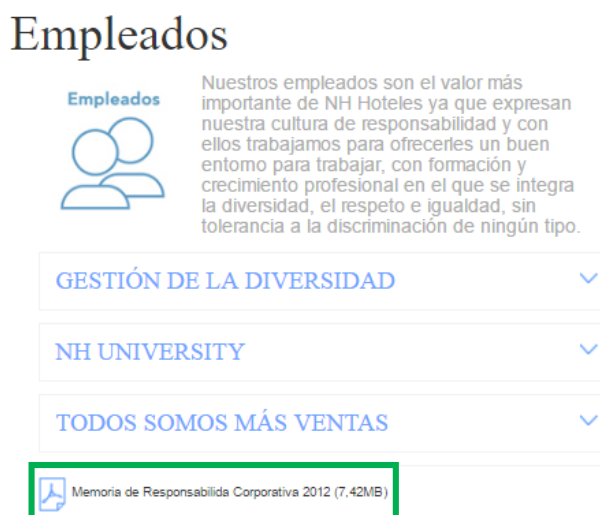 Empleados
Empleados
Nuestros empleados son el valor más
importante de NH Hoteles ya que expresan
nuestra cultura de responsabilidad y con
ellos trabajamos para ofrecerles un buen
entorno para trabajar, con formación y
crecimiento profesional en el que se integra
la diversidad, el respeto e igualdad, sin
tolerancia a la discriminación de ningún tipo.
GESTIÓN DE LA DIVERSIDAD
NH UNIVERSITY
TODOS SOMOS MÁS VENTAS
Memoria de Responsabilida Corporativa 2012 (7,42MB)